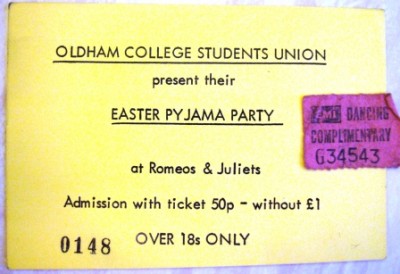 OLDHAM COLLEGE STUDENTS UNION
present their
EASTER PYJAMA PARTY
at Romeos & Juliets
Admission with ticket 50p - without £1
0148 OVER 18s ONLY
EMI DANCING
COMPLIMENTARY
G34543